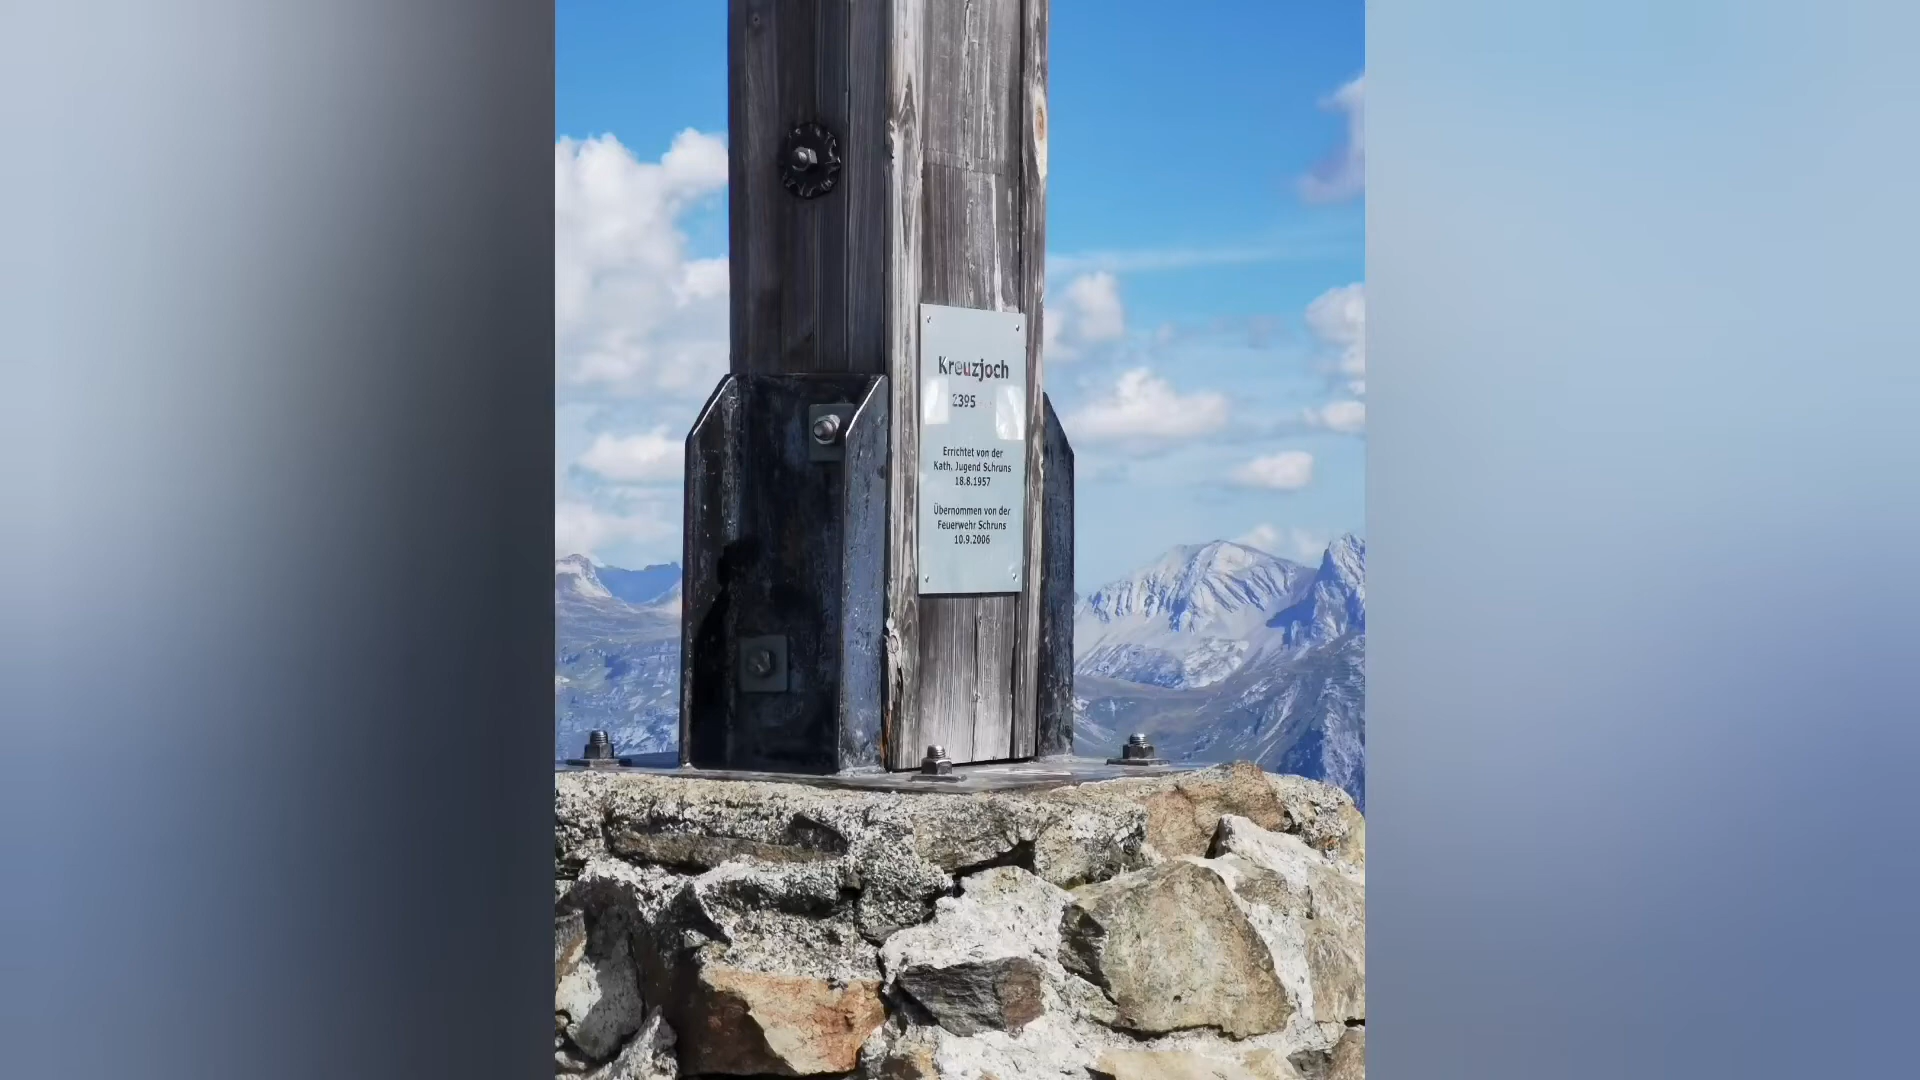 Kreuzjoch
2395
Errichtet von der
Kath. Jugend Schruns
18.8.1957
Übernommen von der
Feuerwehr Schruns
10.9.2006